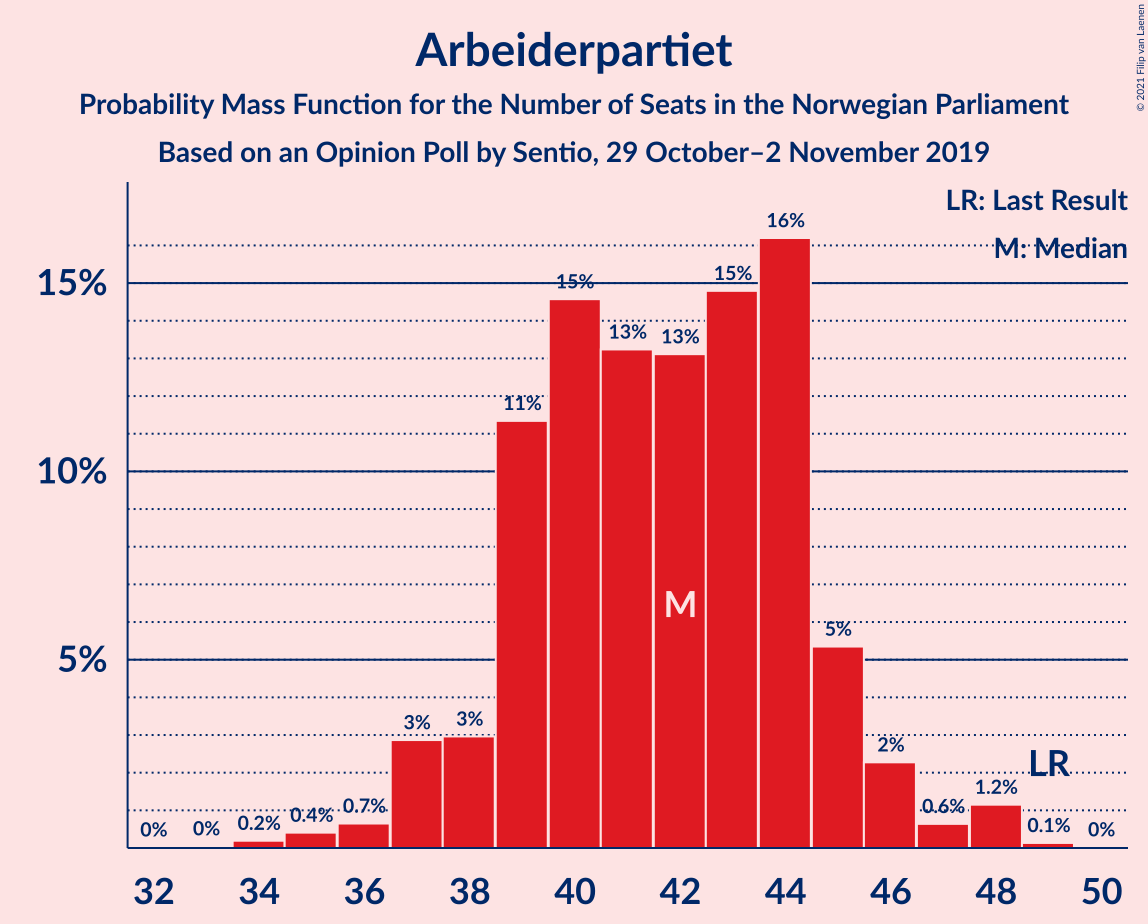 Arbeiderpartiet
Probability Mass Function for the Number of Seats in the Norwegian Parliament
Based on an Opinion Poll by Sentio, 29 October–2 November 2019
© 2021 Filip van Laenen
LR: Last Result
M: Median
15%
10%
5%
0%
0%
0.2%
0.4%
0.7%
3%
3%
11%
15%
13%
13%
15%
16%
5%
2%
0.6%
1.2%
0.1%
0%
M
LR
32 34 36 38 40 42 44 46 48 50